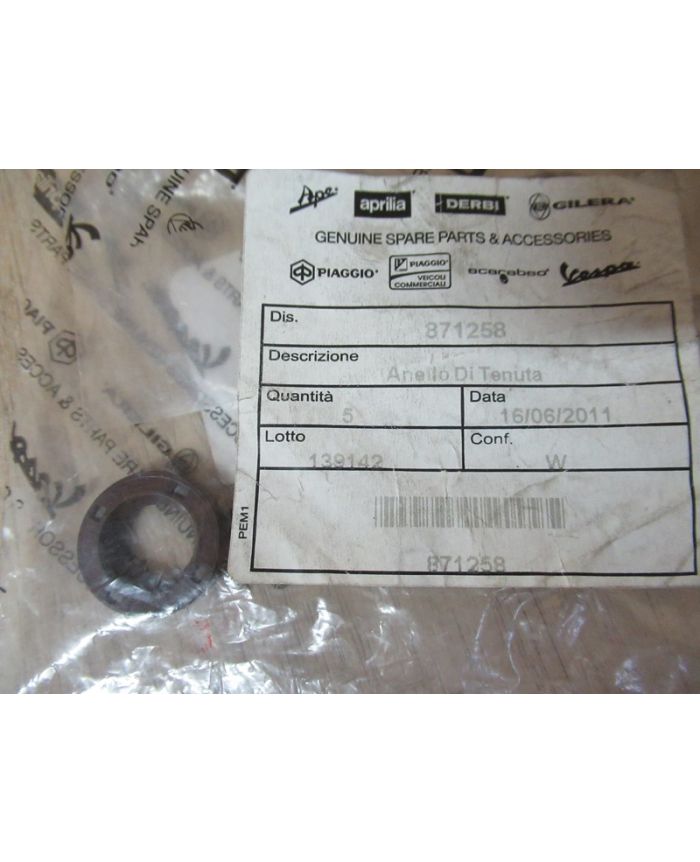 Ape aprilia DERBI GILERA
GENUINE SPARE PARTS & ACCESSORIES
PIAGGIO PIAGGIO VEICOLI COMMERCIALI scarabeo Vespa
Dis.
871258
Descrizione
Anello Di Tenuta
Quantità Data
5 16/06/2011
Lotto Conf.
139142 W
PEM1
871258